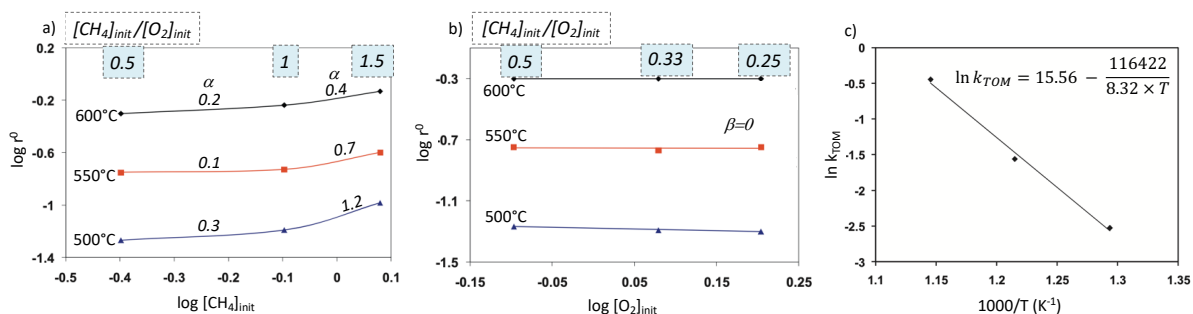 a)
[CH₄]init/[O₂]init
0.5
1
1.5
α
0.2
α
0.4
600°C
0.1
0.7
550°C
0.3
1.2
500°C
0.2
-0.2
-0.6
-1
-1.4
log r⁰
-0.5
-0.4
-0.3
-0.2
-0.1
0
0.1
log [CH₄]init
b)
[CH₄]init/[O₂]init
0.5
0.33
0.25
600°C
β=0
550°C
500°C
0.1
-0.3
-0.7
-1.1
-1.5
log r⁰
-0.15
-0.05
0.05
0.15
0.25
log [O₂]init
c)
ln k_TOM = 15.56 − 116422 / 8.32 × T
0
-0.5
-1
-1.5
-2
-2.5
-3
ln k_TOM
1.1
1.15
1.2
1.25
1.3
1.35
1000/T (K⁻¹)